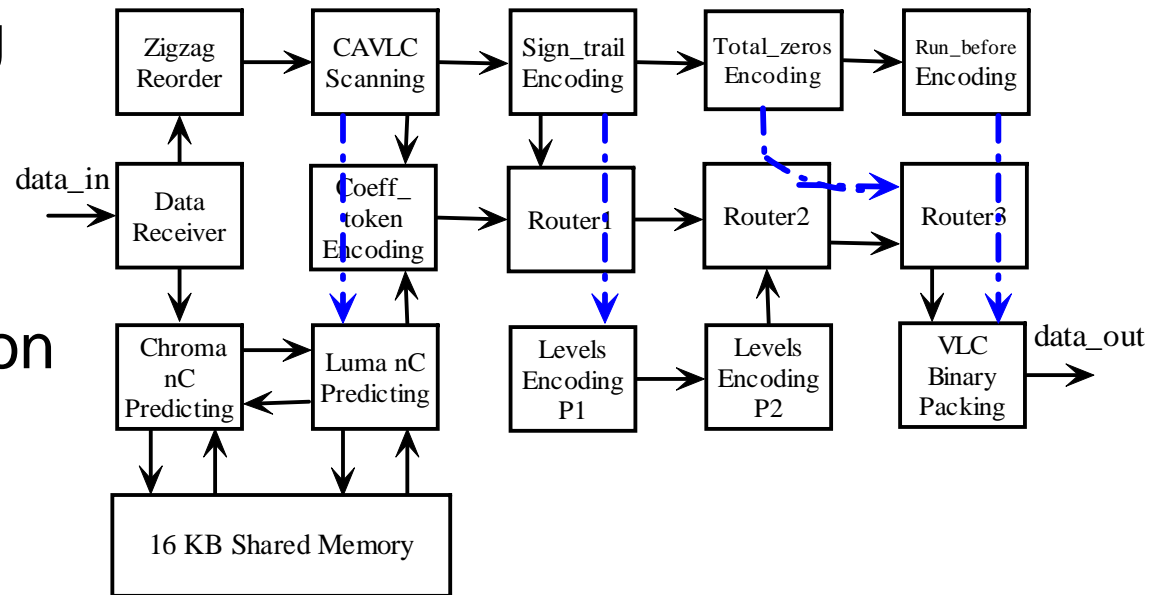 g
Zigzag
Reorder
CAVLC
Scanning
Sign_trail
Encoding
Total_zeros
Encoding
Run_before
Encoding
data_in
Data
Receiver
Coeff_
token
Encoding
Router1
Router2
Router3
on
Chroma
nC
Predicting
Luma nC
Predicting
Levels
Encoding
P1
Levels
Encoding
P2
VLC
Binary
Packing
data_out
16 KB Shared Memory